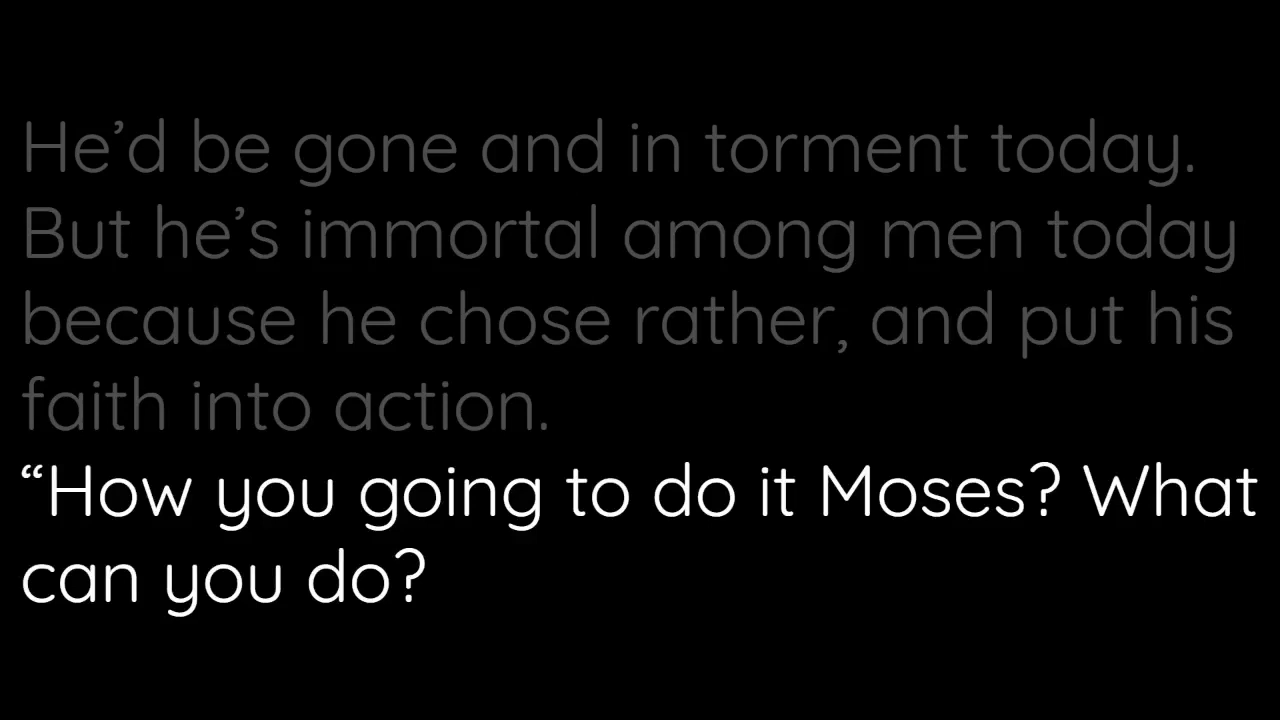 He’d be gone and in torment today.
But he’s immortal among men today
because he chose rather, and put his
faith into action.
“How you going to do it Moses? What
can you do?